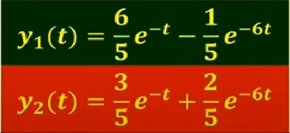 y₁(t) = 6/5 e^{-t} − 1/5 e^{-6t}
y₂(t) = 3/5 e^{-t} + 2/5 e^{-6t}